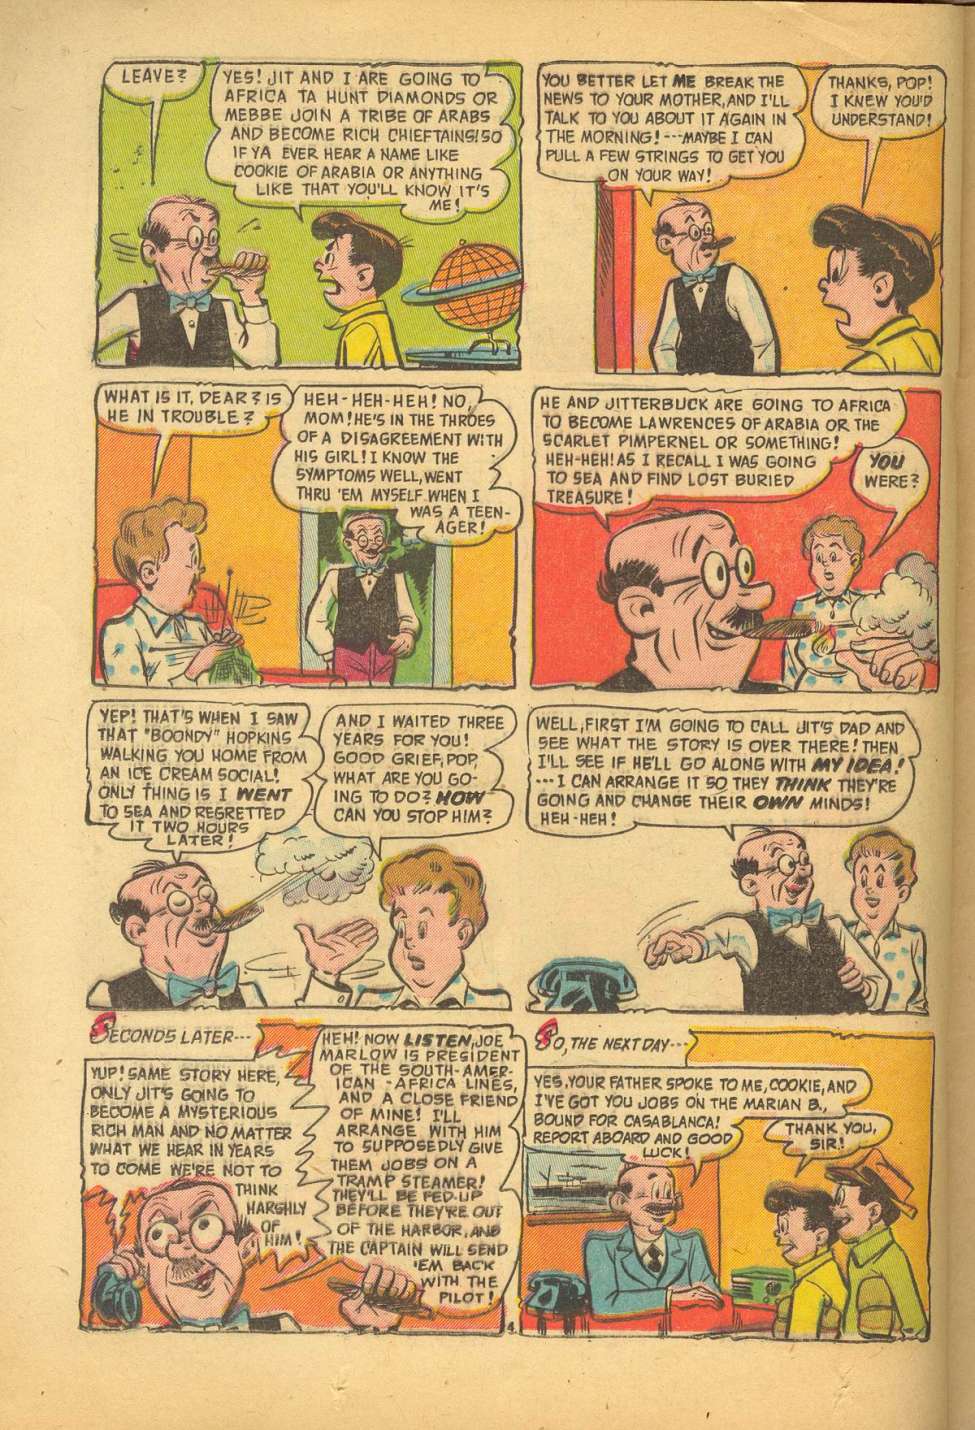 LEAVE?
YES! JIT AND I ARE GOING TO
AFRICA TA HUNT DIAMONDS OR
MEBBE JOIN A TRIBE OF ARABS
AND BECOME RICH CHIEFTAINS! SO
IF YA EVER HEAR A NAME LIKE
COOKIE OF ARABIA OR ANYTHING
LIKE THAT YOU'LL KNOW IT'S
ME!
YOU BETTER LET ME BREAK THE
NEWS TO YOUR MOTHER, AND I'LL
TALK TO YOU ABOUT IT AGAIN IN
THE MORNING! ---MAYBE I CAN
PULL A FEW STRINGS TO GET YOU
ON YOUR WAY!
THANKS, POP!
I KNEW YOU'D
UNDERSTAND!
WHAT IS IT, DEAR? IS
HE IN TROUBLE?
HEH-HEH-HEH! NO,
MOM! HE'S IN THE THROES
OF A DISAGREEMENT WITH
HIS GIRL! I KNOW THE
SYMPTOMS WELL, WENT
THRU 'EM MYSELF WHEN I
WAS A TEEN-
AGER!
HE AND JITTERBUCK ARE GOING TO AFRICA
TO BECOME LAWRENCES OF ARABIA OR THE
SCARLET PIMPERNEL OR SOMETHING!
HEH-HEH! AS I RECALL I WAS GOING
TO SEA AND FIND LOST BURIED
TREASURE!
YOU
WERE?
YEP! THAT'S WHEN I SAW
THAT "BOONDY" HOPKINS
WALKING YOU HOME FROM
AN ICE CREAM SOCIAL!
ONLY THING IS I WENT
TO SEA AND REGRETTED
IT TWO HOURS
LATER!
AND I WAITED THREE
YEARS FOR YOU!
GOOD GRIEF, POP,
WHAT ARE YOU GO-
ING TO DO? HOW
CAN YOU STOP HIM?
WELL, FIRST I'M GOING TO CALL JIT'S DAD AND
SEE WHAT THE STORY IS OVER THERE! THEN
I'LL SEE IF HE'LL GO ALONG WITH MY IDEA!
---I CAN ARRANGE IT SO THEY THINK THEY'RE
GOING AND CHANGE THEIR OWN MINDS!
HEH-HEH!
SECONDS LATER---
YUP! SAME STORY HERE,
ONLY JIT'S GOING TO
BECOME A MYSTERIOUS
RICH MAN AND NO MATTER
WHAT WE HEAR IN YEARS
TO COME WE'RE NOT TO
THINK
HARSHLY
OF
HIM!
HEH! NOW LISTEN, JOE
MARLOW IS PRESIDENT
OF THE SOUTH-AMER-
ICAN -AFRICA LINES,
AND A CLOSE FRIEND
OF MINE! I'LL
ARRANGE WITH HIM
TO SUPPOSEDLY GIVE
THEM JOBS ON A
TRAMP STEAMER!
THEY'LL BE FED-UP
BEFORE THEY'RE OUT
OF THE HARBOR, AND
THE CAPTAIN WILL SEND
'EM BACK
WITH THE
PILOT!
4
SO, THE NEXT DAY---
YES, YOUR FATHER SPOKE TO ME, COOKIE, AND
I'VE GOT YOU JOBS ON THE MARIAN B.,
BOUND FOR CASABLANCA!
REPORT ABOARD AND GOOD
LUCK!
THANK YOU,
SIR!